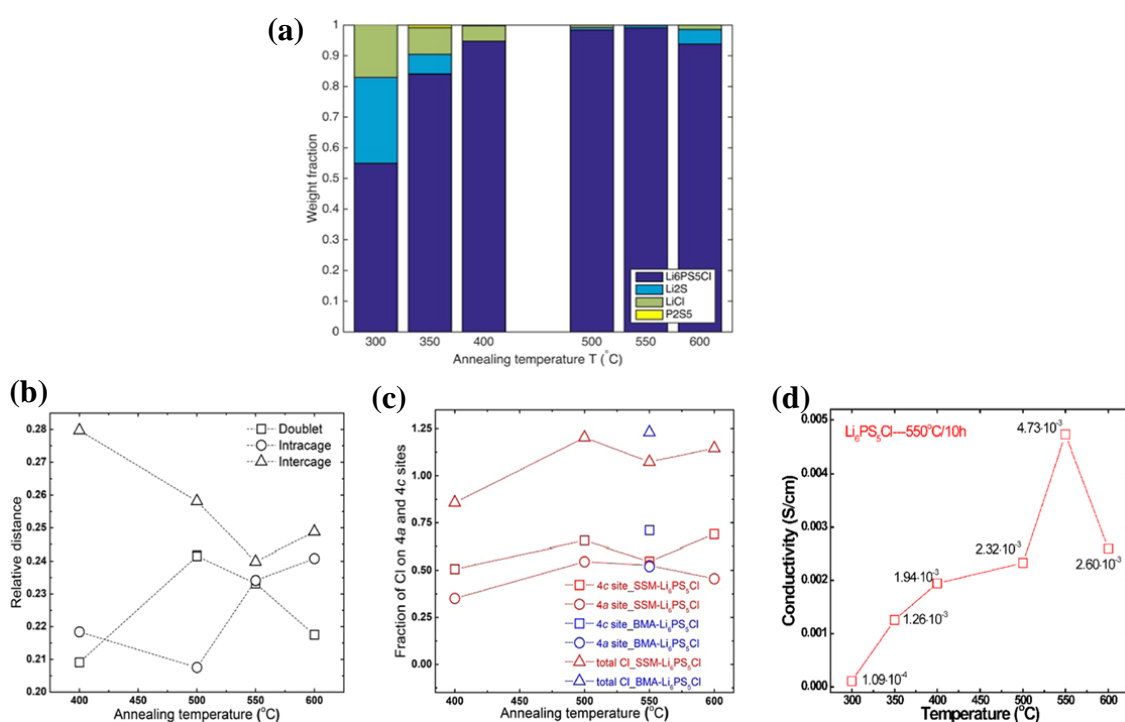 (a)
1
0.9
0.8
0.7
0.6
0.5
0.4
0.3
0.2
0.1
0
Weight fraction
Li6PS5Cl
Li2S
LiCl
P2S5
300 350 400 500 550 600
Annealing temperature T (°C)
(b)
0.28
0.27
0.26
0.25
0.24
0.23
0.22
0.21
0.20
Relative distance
Doublet
Intracage
Intercage
400 450 500 550 600
Annealing temperature (°C)
(c)
1.25
1.00
0.75
0.50
0.25
0.00
Fraction of Cl on 4a and 4c sites
4c site_SSM-Li₆PS₅Cl
4a site_SSM-Li₆PS₅Cl
4c site_BMA-Li₆PS₅Cl
4a site_BMA-Li₆PS₅Cl
total Cl_SSM-Li₆PS₅Cl
total Cl_BMA-Li₆PS₅Cl
400 450 500 550 600
Annealing temperature (°C)
(d)
0.005
0.004
0.003
0.002
0.001
0.000
Conductivity (S/cm)
Li₆PS₅Cl---550°C/10h
4.73·10⁻³
2.32·10⁻³
1.94·10⁻³
2.60·10⁻³
1.26·10⁻³
1.09·10⁻⁴
300 350 400 450 500 550 600
Temperature (°C)